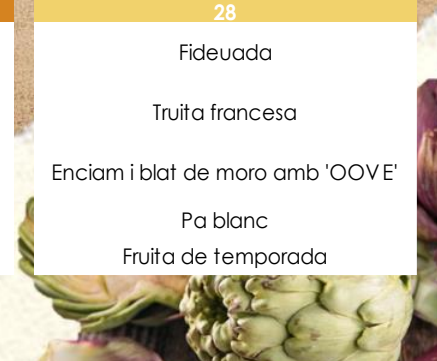 28
Fideuada
Truita francesa
Enciam i blat de moro amb 'OOVE'
Pa blanc
Fruita de temporada